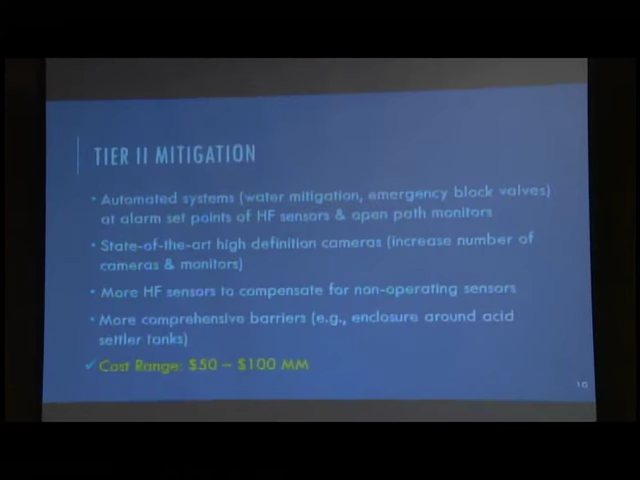 TIER II MITIGATION
• Automated systems (water mitigation, emergency block valves)
at alarm set points of HF sensors & open path monitors
• State-of-the-art high definition cameras (increase number of
cameras & monitors)
• More HF sensors to compensate for non-operating sensors
• More comprehensive barriers (e.g., enclosure around acid
settler tanks)
✓ Cost Range: $50 – $100 MM
16